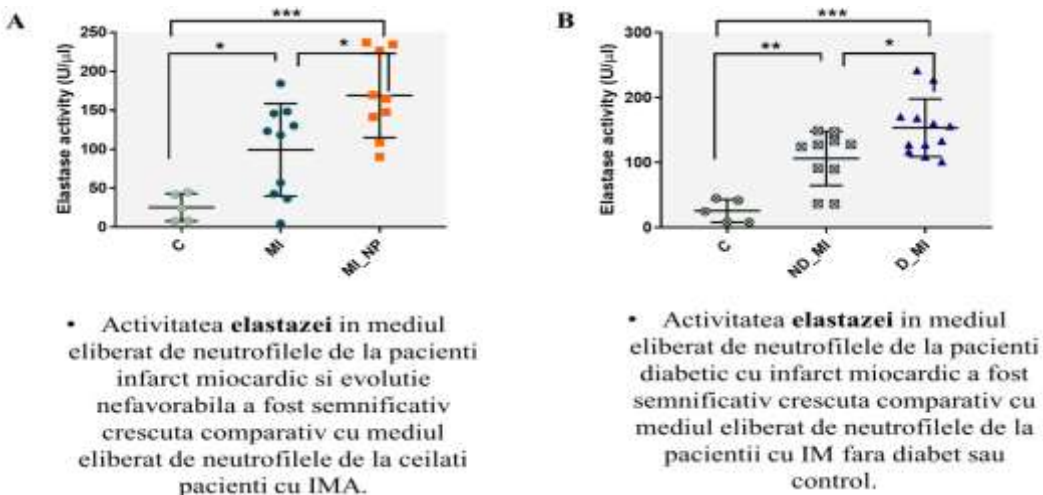 A
***
*
*
Elastase activity (U/µl)
250
200
150
100
50
0
C
MI
MI_NP
• Activitatea elastazei in mediul
eliberat de neutrofilele de la pacienti
infarct miocardic si evolutie
nefavorabila a fost semnificativ
crescuta comparativ cu mediul
eliberat de neutrofilele de la ceilati
pacienti cu IMA.
B
***
**
*
Elastase activity (U/µl)
300
200
100
0
C
ND_MI
D_MI
• Activitatea elastazei in mediul
eliberat de neutrofilele de la pacienti
diabetic cu infarct miocardic a fost
semnificativ crescuta comparativ cu
mediul eliberat de neutrofilele de la
pacientii cu IM fara diabet sau
control.